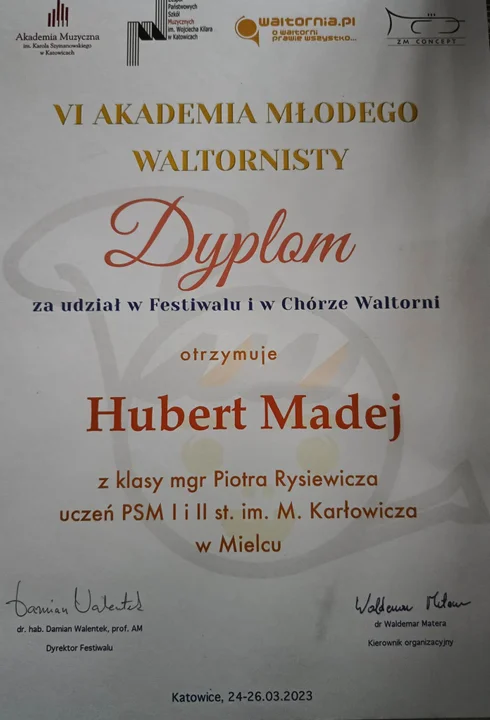 Akademia Muzyczna
im. Karola Szymanowskiego
w Katowicach
Państwowych
Szkół
Muzycznych
im. Wojciecha Kilara
w Katowicach
waltornia.pl
o waltorni
prawie wszystko...
ZM CONCEPT
VI AKADEMIA MŁODEGO
WALTORNISTY
Dyplom
za udział w Festiwalu i w Chórze Waltorni
otrzymuje
Hubert Madej
z klasy mgr Piotra Rysiewicza
uczeń PSM I i II st. im. M. Karłowicza
w Mielcu
Damian Walentek
dr. hab. Damian Walentek, prof. AM
Dyrektor Festiwalu
Waldemar Matera
dr Waldemar Matera
Kierownik organizacyjny
Katowice, 24-26.03.2023